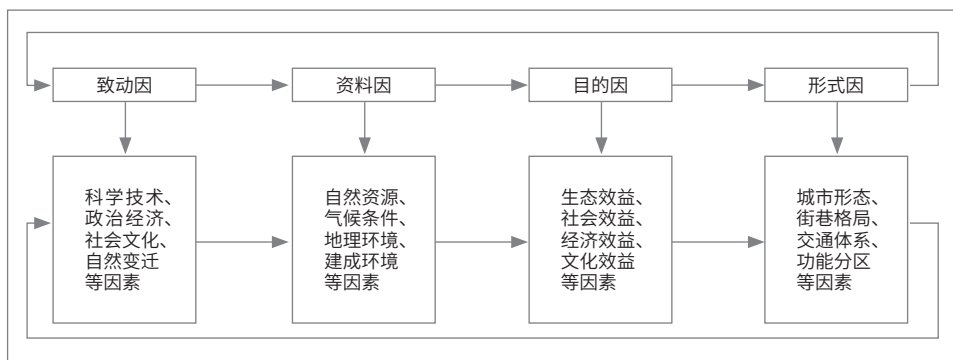 致动因
资料因
目的因
形式因
科学技术、
政治经济、
社会文化、
自然变迁
等因素
自然资源、
气候条件、
地理环境、
建成环境
等因素
生态效益、
社会效益、
经济效益、
文化效益
等因素
城市形态、
街巷格局、
交通体系、
功能分区
等因素